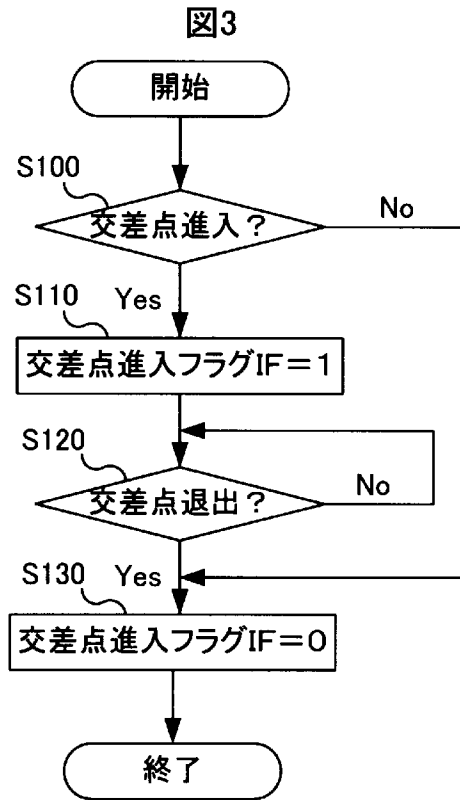 図3
開始
S100
交差点進入?
No
S110
Yes
交差点進入フラグIF=1
S120
交差点退出?
No
S130
Yes
交差点進入フラグIF=0
終了